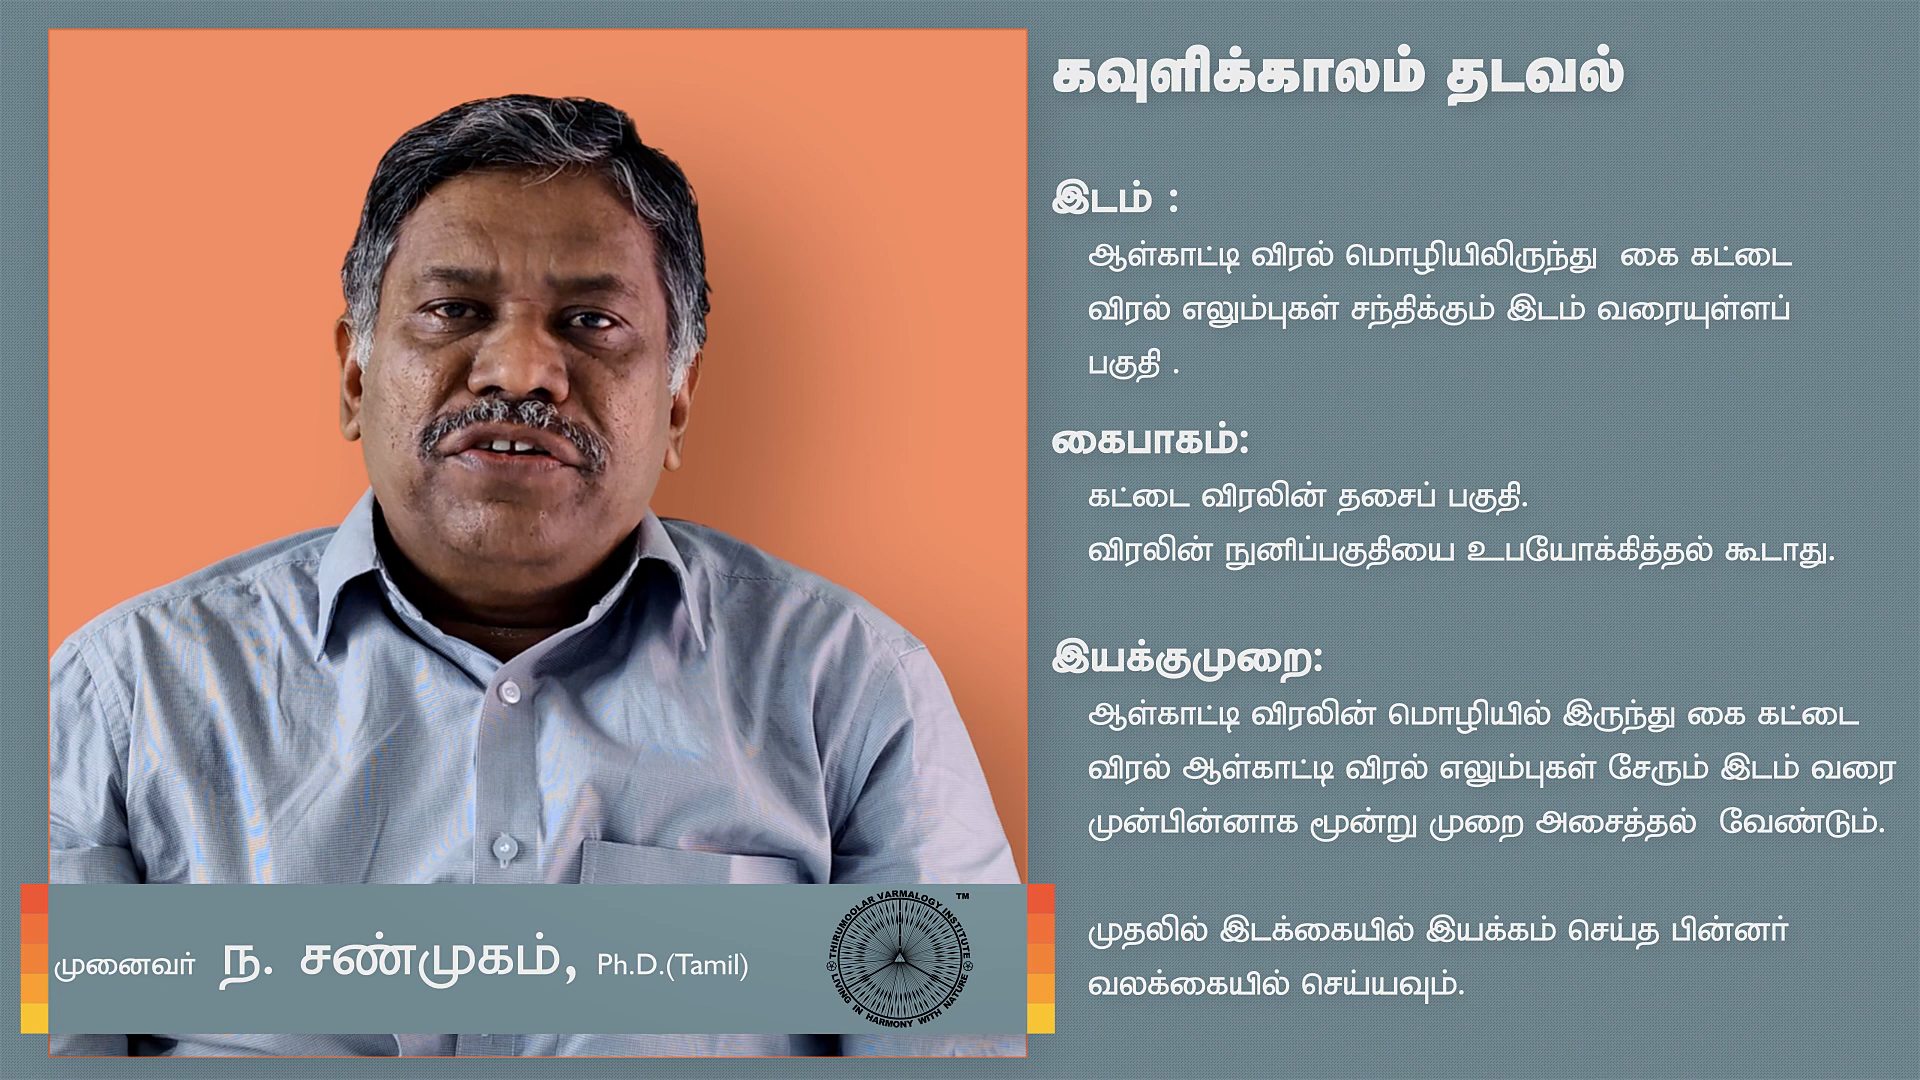 கவுளிக்காலம் தடவல்
இடம் :
ஆள்காட்டி விரல் மொழியிலிருந்து கை கட்டை
விரல் எலும்புகள் சந்திக்கும் இடம் வரையுள்ளப்
பகுதி .
கைபாகம்:
கட்டை விரலின் தசைப் பகுதி.
விரலின் நுனிப்பகுதியை உபயோக்கித்தல் கூடாது.
இயக்குமுறை:
ஆள்காட்டி விரலின் மொழியில் இருந்து கை கட்டை
விரல் ஆள்காட்டி விரல் எலும்புகள் சேரும் இடம் வரை
முன்பின்னாக மூன்று முறை அசைத்தல் வேண்டும்.
முதலில் இடக்கையில் இயக்கம் செய்த பின்னர்
வலக்கையில் செய்யவும்.
முனைவர் ந. சண்முகம், Ph.D.(Tamil)
THIRUMOOLAR VARMALOGY INSTITUTE TM
LIVING IN HARMONY WITH NATURE